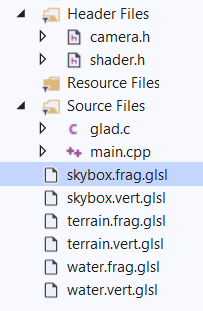 Header Files
camera.h
shader.h
Resource Files
Source Files
glad.c
main.cpp
skybox.frag.glsl
skybox.vert.glsl
terrain.frag.glsl
terrain.vert.glsl
water.frag.glsl
water.vert.glsl